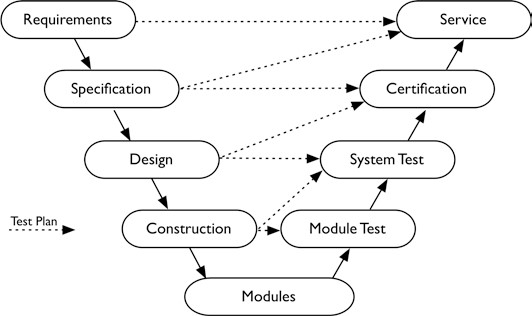 Requirements
Service
Specification
Certification
Design
System Test
Test Plan
Construction
Module Test
Modules